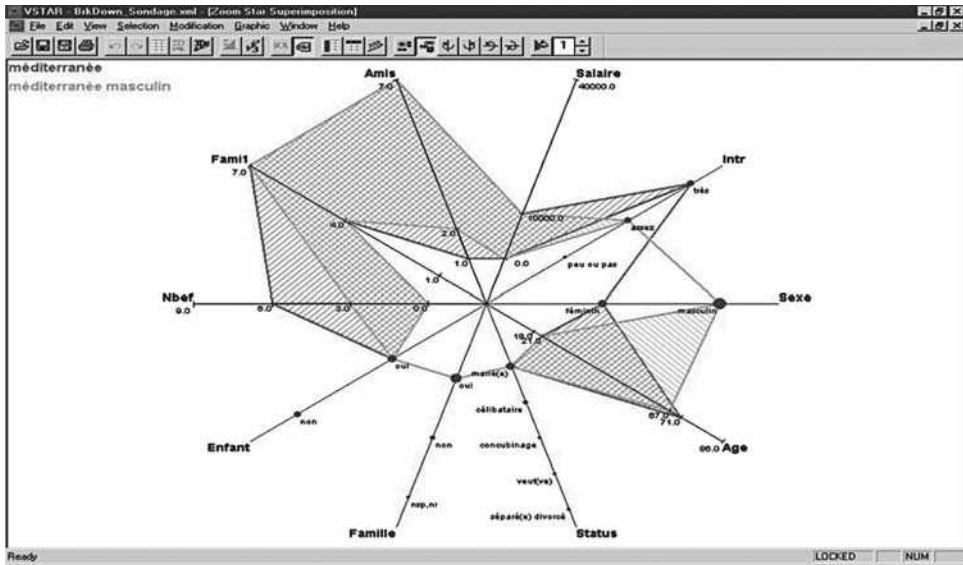 VSTAR - BrkDown_Sondage.xml - [Zoom Star Superimposition]
File Edit View Selection Modification Graphic Window Help
1
méditerranée
méditerranée masculin
Amis
7.0
Salaire
40000.0
Fami1
7.0
Intr
très
4.0
2.0
10000.0
assez
1.0
0.0
peu ou pas
1.0
Nbef
9.0
6.0
3.0
0.0
féminin
masculin
Sexe
18.0
21.0
oui
oui
marié(e)
célibataire
67.0
71.0
non
Enfant
non
concubinage
86.0
Age
veuf(ve)
nsp,nr
séparé(e) divorcé
Famille
Status
Ready
LOCKED
NUM